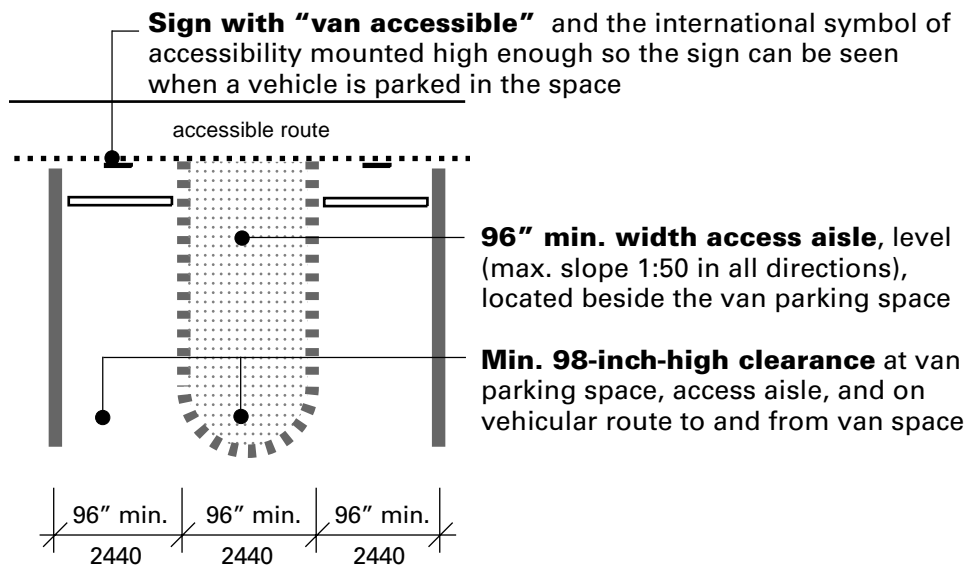 Sign with “van accessible” and the international symbol of
accessibility mounted high enough so the sign can be seen
when a vehicle is parked in the space
accessible route
96” min. width access aisle, level
(max. slope 1:50 in all directions),
located beside the van parking space
Min. 98-inch-high clearance at van
parking space, access aisle, and on
vehicular route to and from van space
96” min. 96” min. 96” min.
2440 2440 2440